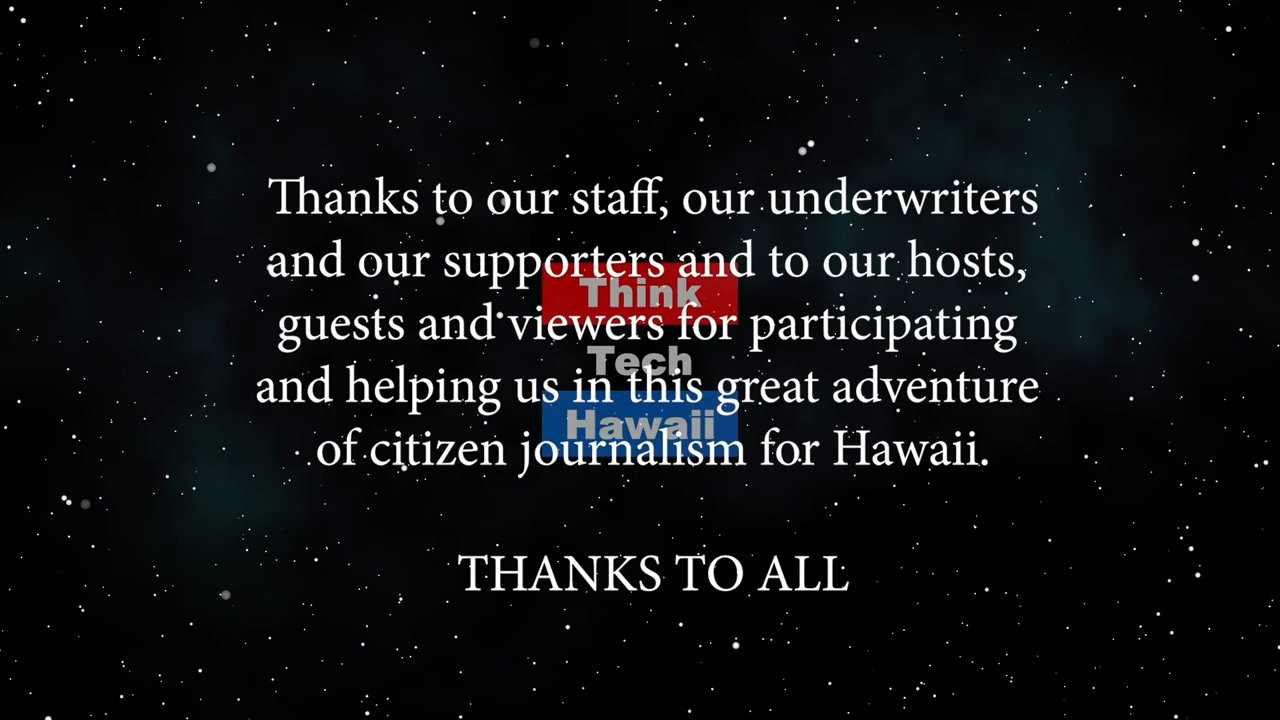 Thanks to our staff, our underwriters
and our supporters and to our hosts,
Think
guests and viewers for participating
Tech
and helping us in this great adventure
Hawaii
of citizen journalism for Hawaii.
THANKS TO ALL